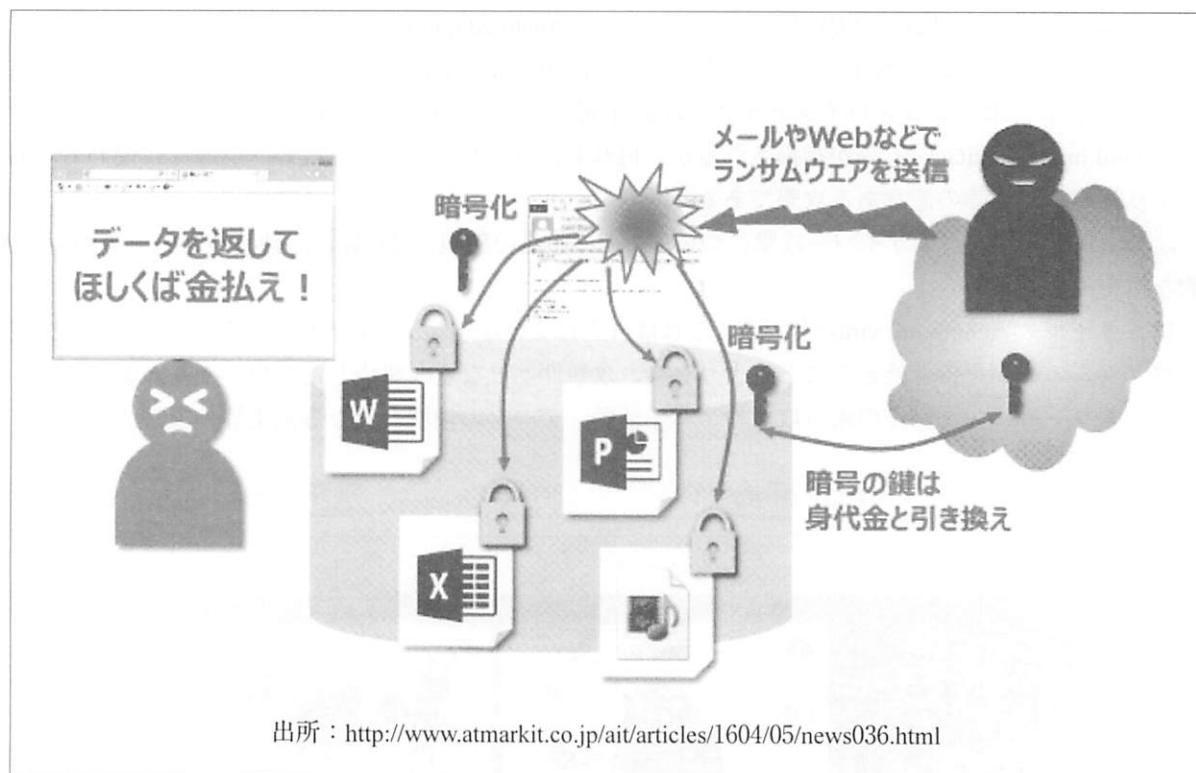 メールやWebなどで
ランサムウェアを送信
暗号化
データを返して
ほしくば金払え！
暗号化
W
P
暗号の鍵は
身代金と引き換え
X
出所：http://www.atmarkit.co.jp/ait/articles/1604/05/news036.html